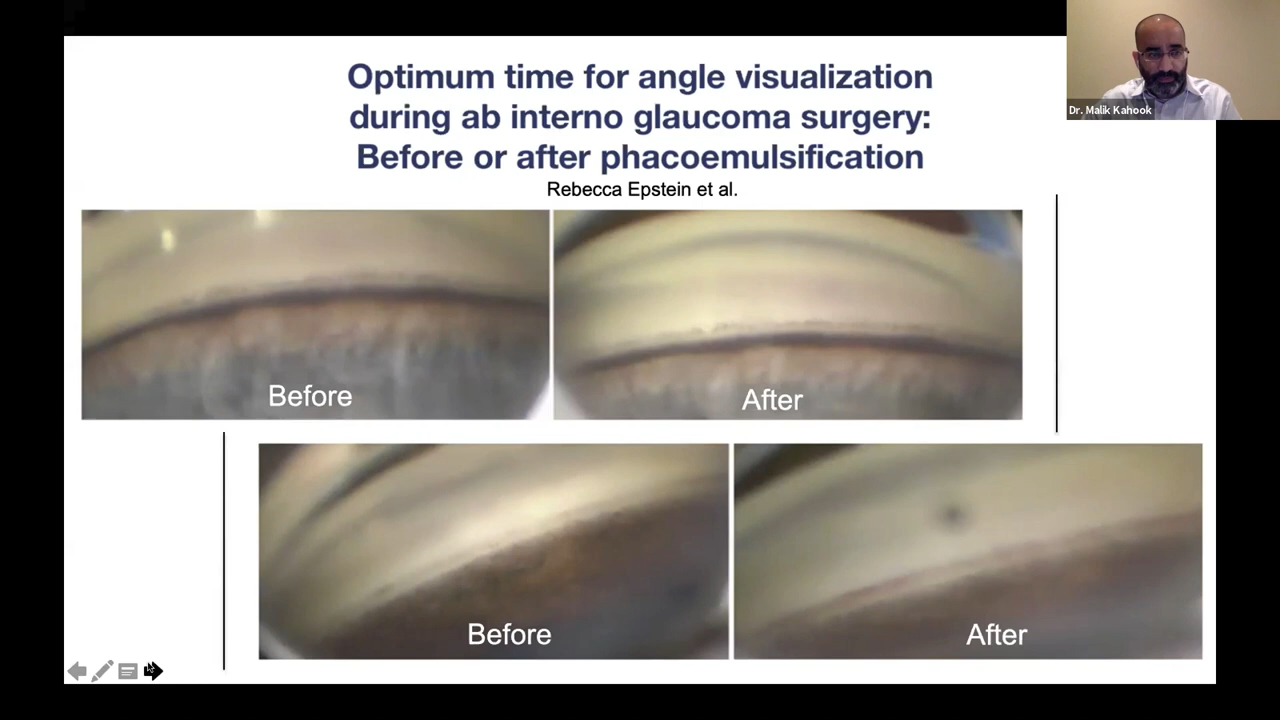 Optimum time for angle visualization
during ab interno glaucoma surgery:
Before or after phacoemulsification
Rebecca Epstein et al.
Dr. Malik Kahook
Before
After
Before
After